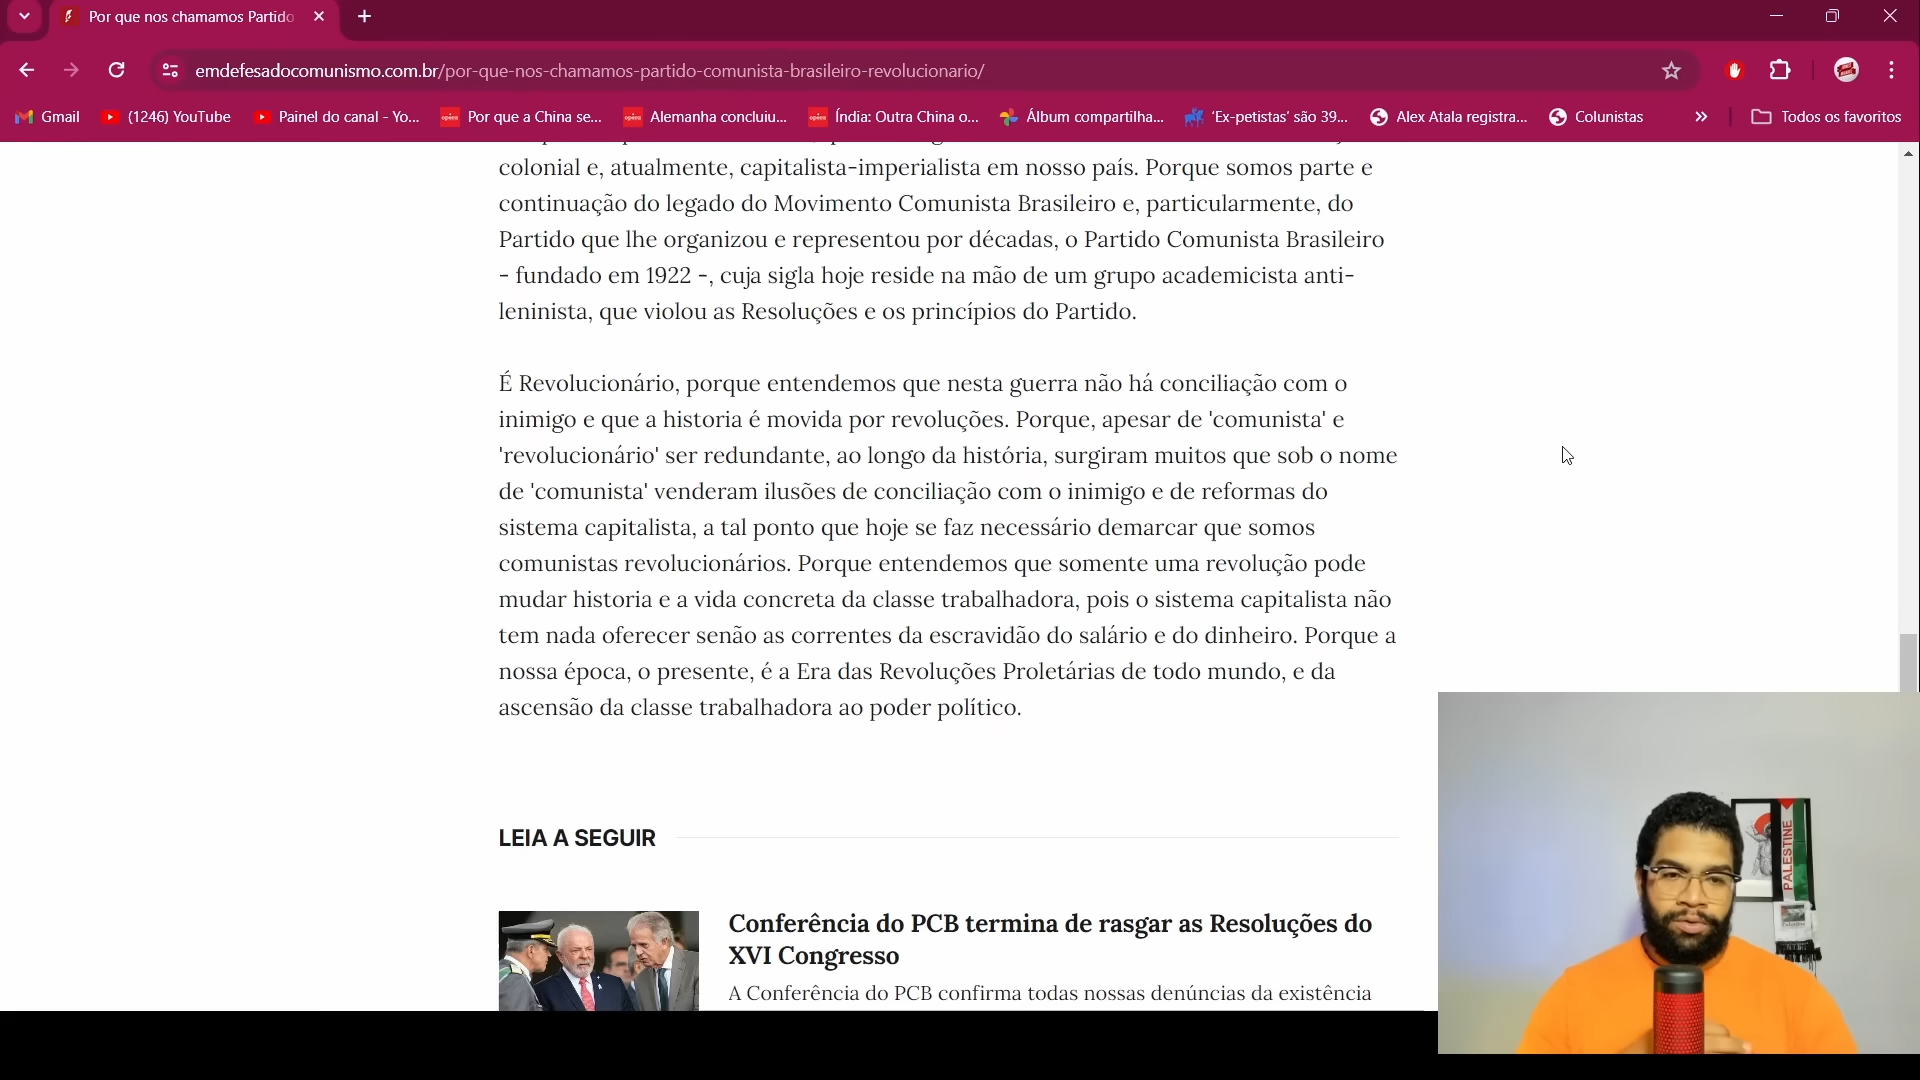 Por que nos chamamos Partido
emdefesadocomunismo.com.br/por-que-nos-chamamos-partido-comunista-brasileiro-revolucionario/
Gmail
(1246) YouTube
Painel do canal - Yo...
Por que a China se...
Alemanha concluiu...
Índia: Outra China o...
Álbum compartilha...
'Ex-petistas' são 39...
Alex Atala registra...
Colunistas
Todos os favoritos
colonial e, atualmente, capitalista-imperialista em nosso país. Porque somos parte e
continuação do legado do Movimento Comunista Brasileiro e, particularmente, do
Partido que lhe organizou e representou por décadas, o Partido Comunista Brasileiro
- fundado em 1922 -, cuja sigla hoje reside na mão de um grupo academicista anti-
leninista, que violou as Resoluções e os princípios do Partido.
É Revolucionário, porque entendemos que nesta guerra não há conciliação com o
inimigo e que a historia é movida por revoluções. Porque, apesar de 'comunista' e
'revolucionário' ser redundante, ao longo da história, surgiram muitos que sob o nome
de 'comunista' venderam ilusões de conciliação com o inimigo e de reformas do
sistema capitalista, a tal ponto que hoje se faz necessário demarcar que somos
comunistas revolucionários. Porque entendemos que somente uma revolução pode
mudar historia e a vida concreta da classe trabalhadora, pois o sistema capitalista não
tem nada oferecer senão as correntes da escravidão do salário e do dinheiro. Porque a
nossa época, o presente, é a Era das Revoluções Proletárias de todo mundo, e da
ascensão da classe trabalhadora ao poder político.
LEIA A SEGUIR
Conferência do PCB termina de rasgar as Resoluções do
XVI Congresso
A Conferência do PCB confirma todas nossas denúncias da existência
PALESTINE